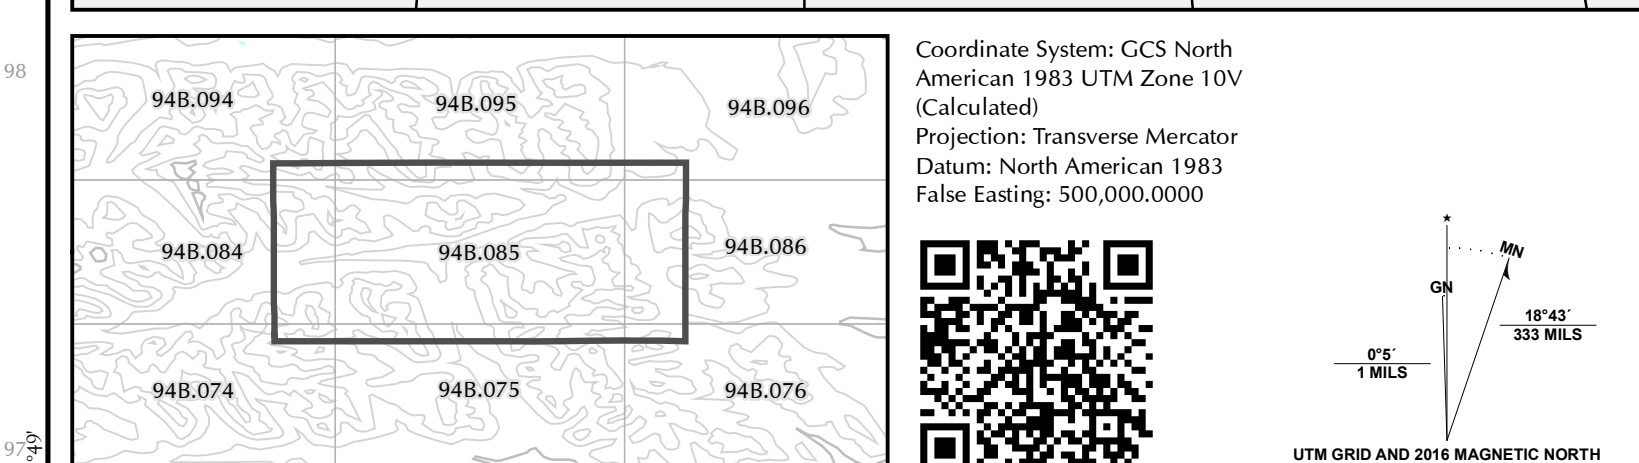 98
94B.094
94B.095
94B.096
94B.084
94B.085
94B.086
94B.074
94B.075
94B.076
97
°49'
Coordinate System: GCS North
American 1983 UTM Zone 10V
(Calculated)
Projection: Transverse Mercator
Datum: North American 1983
False Easting: 500,000.0000
MN
GN
18°43´
333 MILS
0°5´
1 MILS
UTM GRID AND 2016 MAGNETIC NORTH